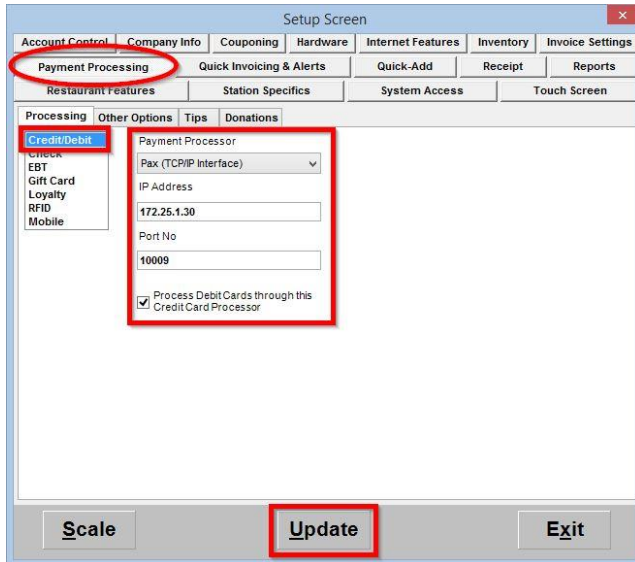 Setup Screen
x
Account Control Company Info Couponing Hardware Internet Features Inventory Invoice Settings
Payment Processing Quick Invoicing & Alerts Quick-Add Receipt Reports
Restaurant Features Station Specifics System Access Touch Screen
Processing Other Options Tips Donations
Credit/Debit
Check
EBT
Gift Card
Loyalty
RFID
Mobile
Payment Processor
Pax (TCP/IP Interface)
IP Address
172.25.1.30
Port No
10009
Process Debit Cards through this
Credit Card Processor
Scale Update Exit